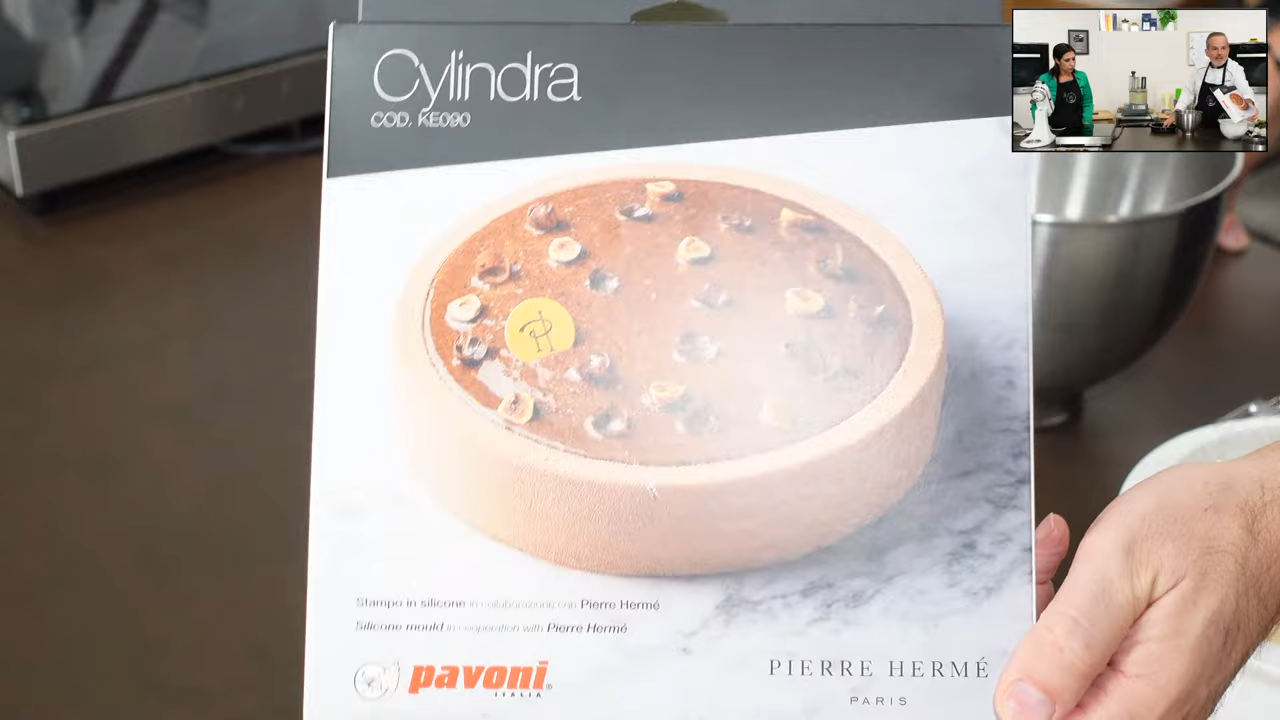 Cylindra
COD. KE090
PH
Stampo in silicone in collaborazione con Pierre Hermé
Silicone mould in cooperation with Pierre Hermé
pavoni®
ITALIA
PIERRE HERMÉ
PARIS